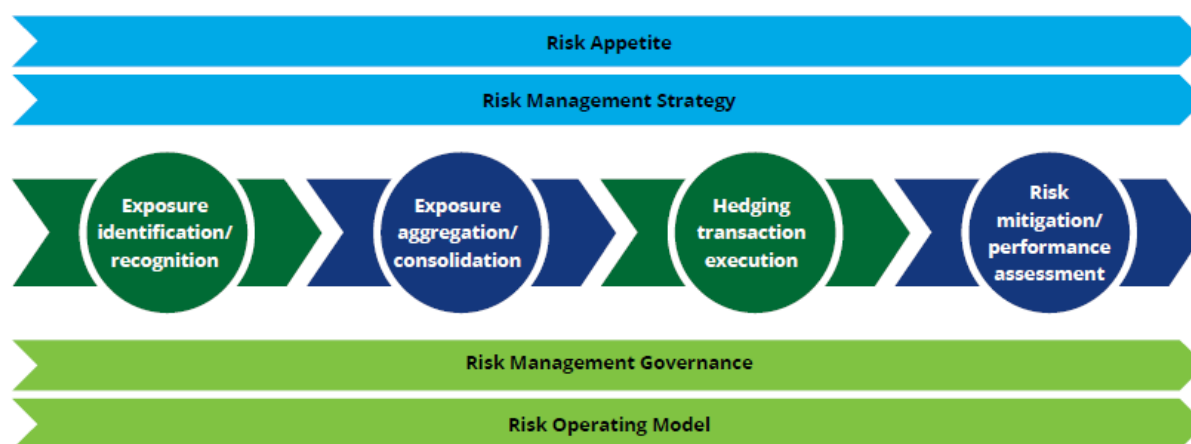 Risk Appetite
Risk Management Strategy
Exposure
identification/
recognition
Exposure
aggregation/
consolidation
Hedging
transaction
execution
Risk
mitigation/
performance
assessment
Risk Management Governance
Risk Operating Model